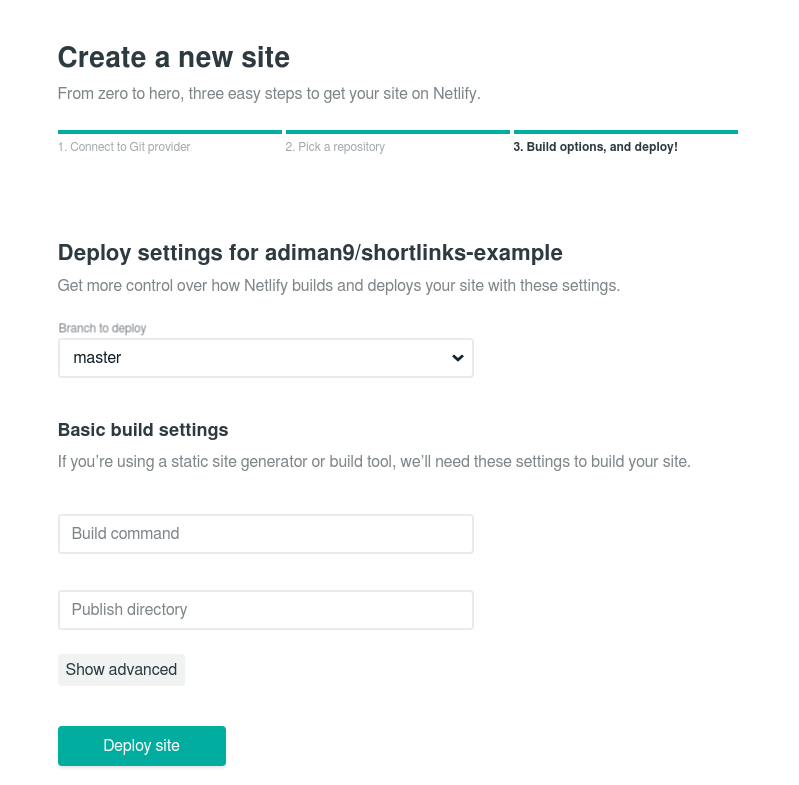 Create a new site
From zero to hero, three easy steps to get your site on Netlify.
1. Connect to Git provider
2. Pick a repository
3. Build options, and deploy!
Deploy settings for adiman9/shortlinks-example
Get more control over how Netlify builds and deploys your site with these settings.
Branch to deploy
master
Basic build settings
If you’re using a static site generator or build tool, we’ll need these settings to build your site.
Build command
Publish directory
Show advanced
Deploy site